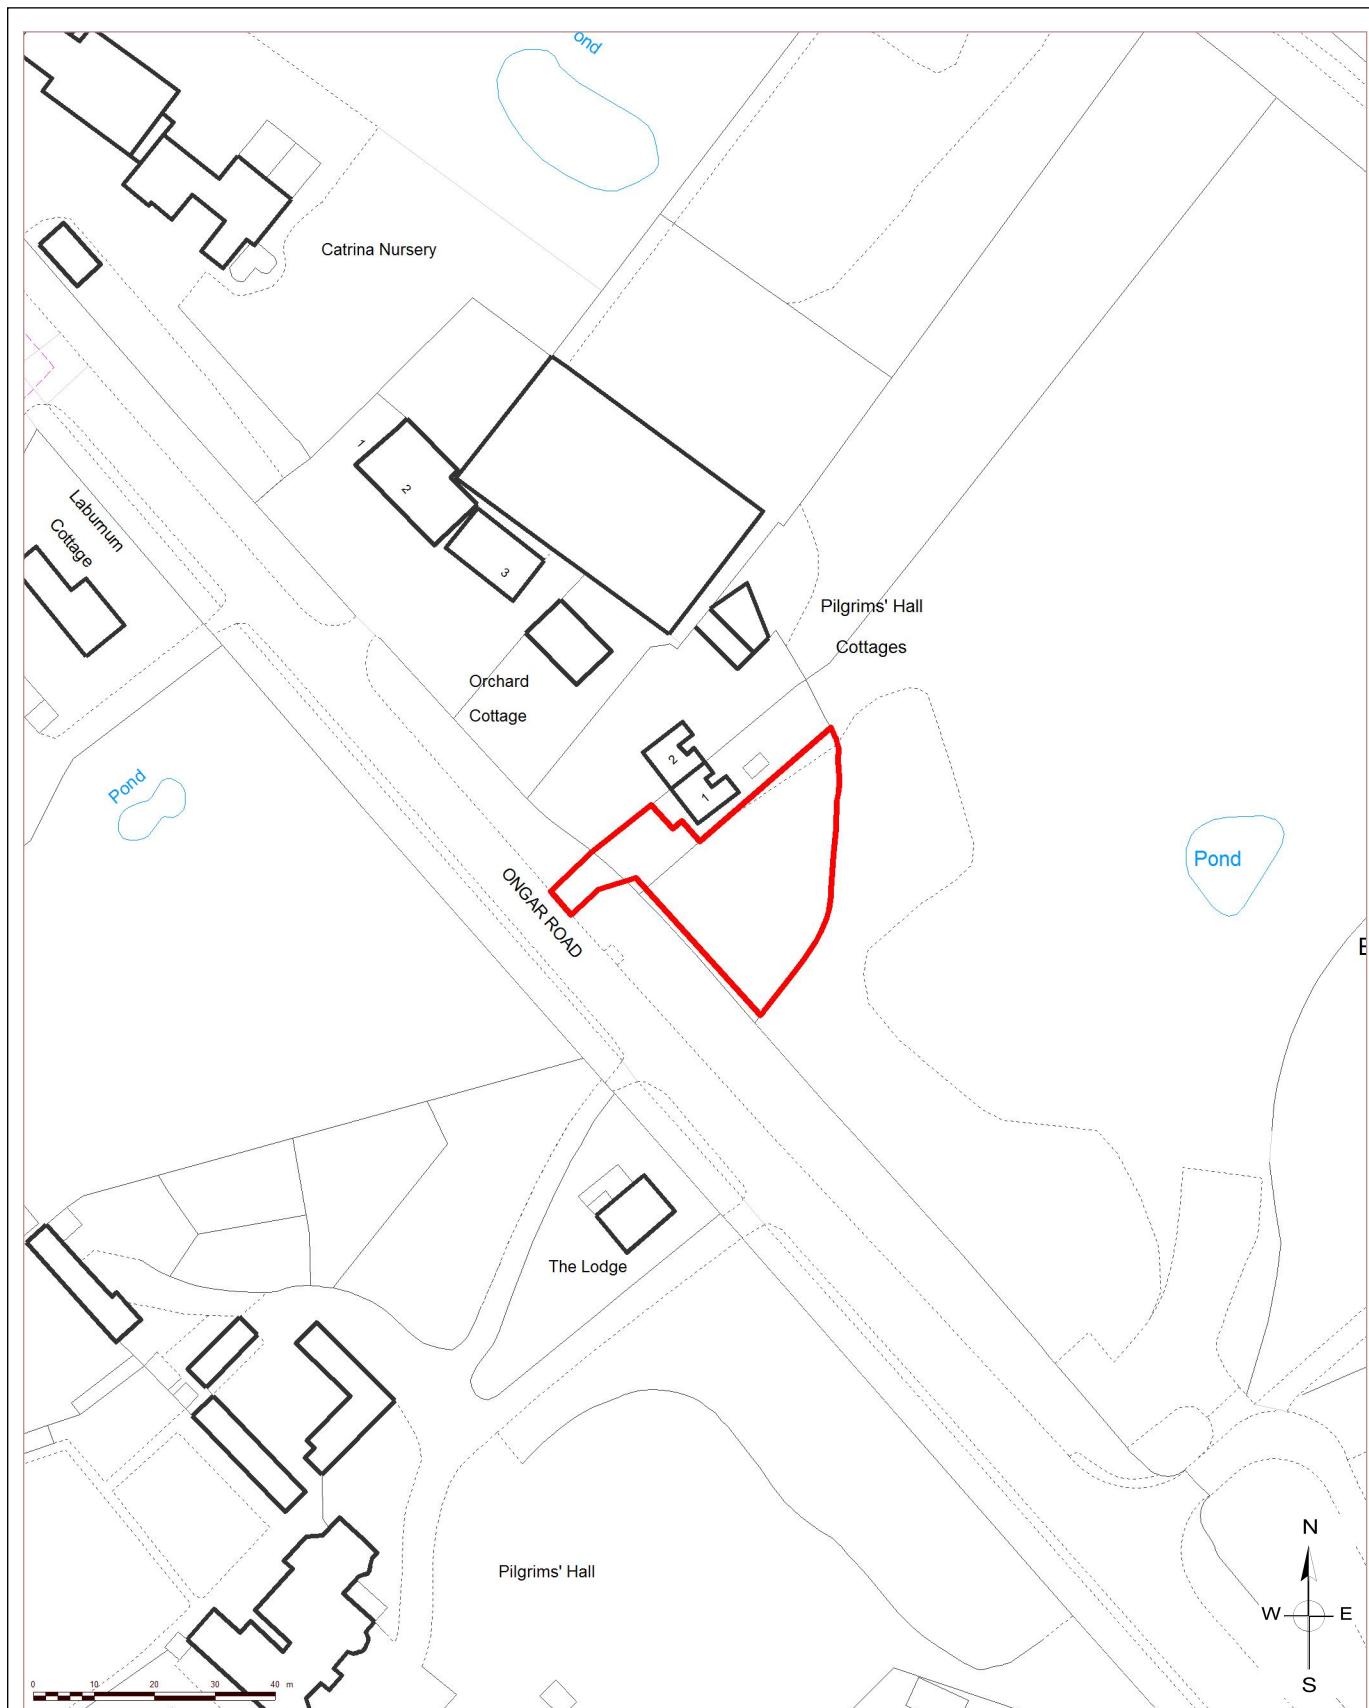 ond
Catrina Nursery
1
2
3
Laburnum
Cottage
Pilgrims' Hall
Cottages
Orchard
Cottage
2
1
Pond
Pond
ONGAR ROAD
E
The Lodge
Pilgrims' Hall
N
W E
S
0 10 20 30 40 m